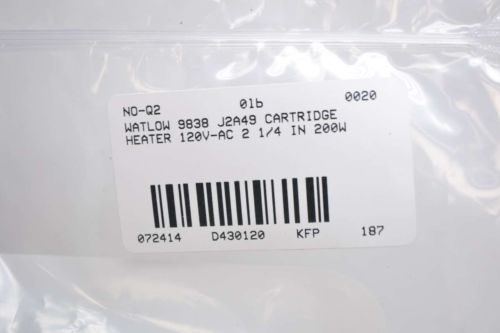 NO-Q2 01b 0020
WATLOW 9838 J2A49 CARTRIDGE
HEATER 120V-AC 2 1/4 IN 200W
072414 D430120 KFP 187